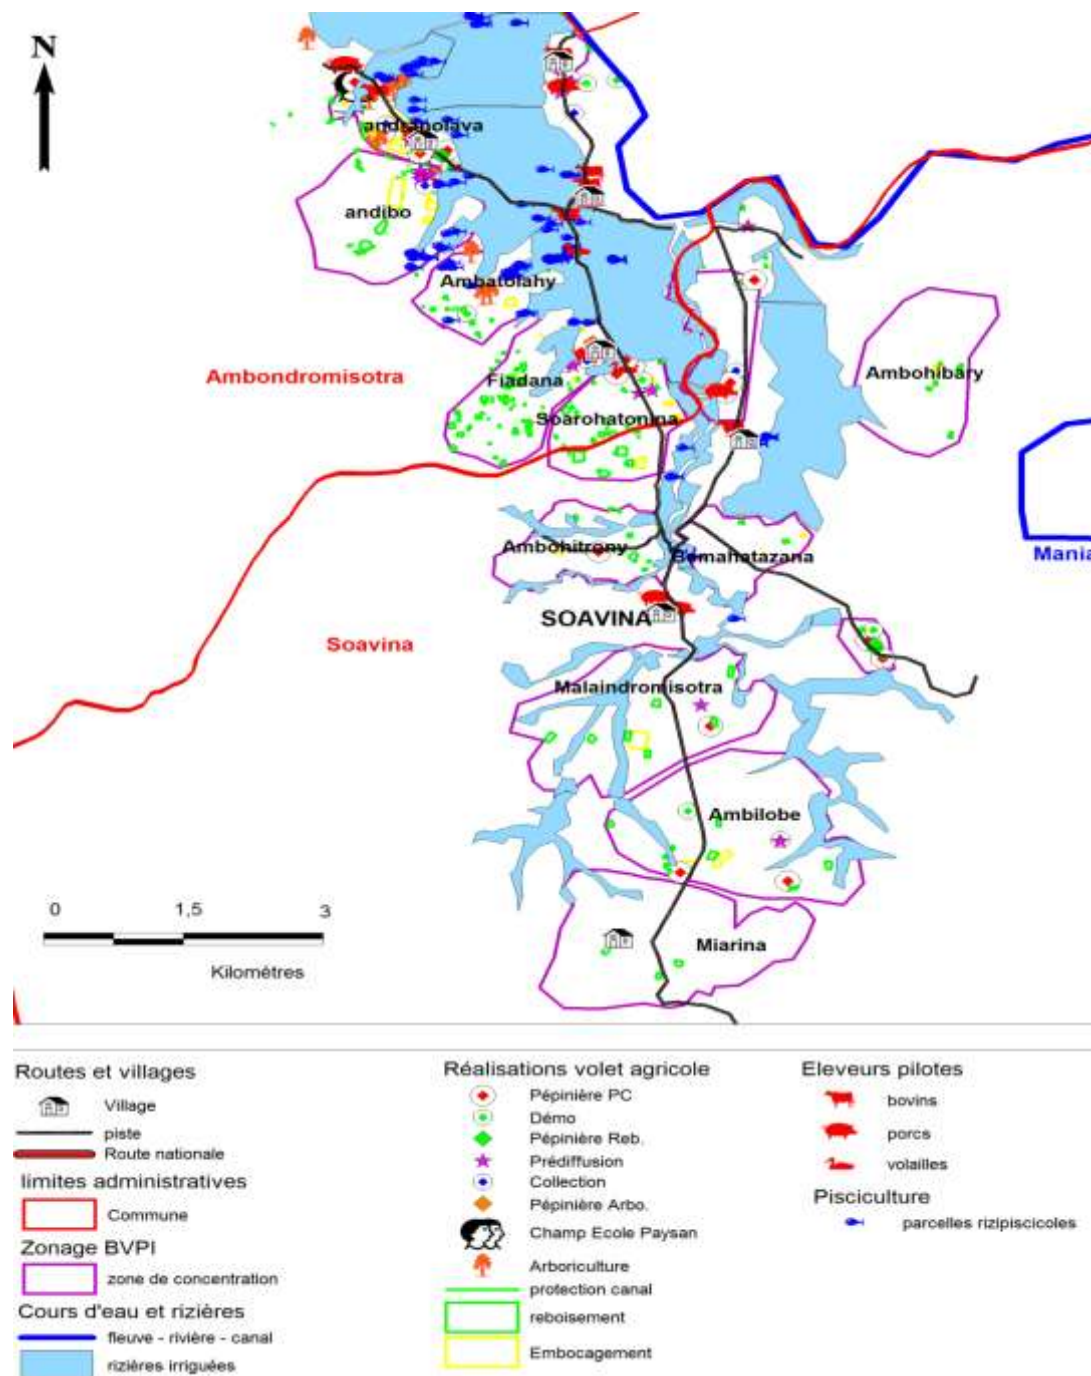 N
andranolava
andibo
Ambatolahy
Ambondromisotra
Fiadana
Soarohatonina
Ambohibary
Mania
Ambohitrony
Bemahatazana
SOAVINA
Soavina
Malaindromisotra
Ambilobe
Miarina
0 1,5 3
Kilométres
Routes et villages
Village
piste
Route nationale
limites administratives
Commune
Zonage BVPI
zone de concentration
Cours d'eau et rizières
fleuve - rivière - canal
rizières irriguées
Réalisations volet agricole
Pépinière PC
Démo
Pépinière Reb.
Prédiffusion
Collection
Pépinière Arbo.
Champ Ecole Paysan
Arboriculture
protection canal
reboisement
Embocagement
Eleveurs pilotes
bovins
porcs
volailles
Pisciculture
parcelles rizipiscicoles